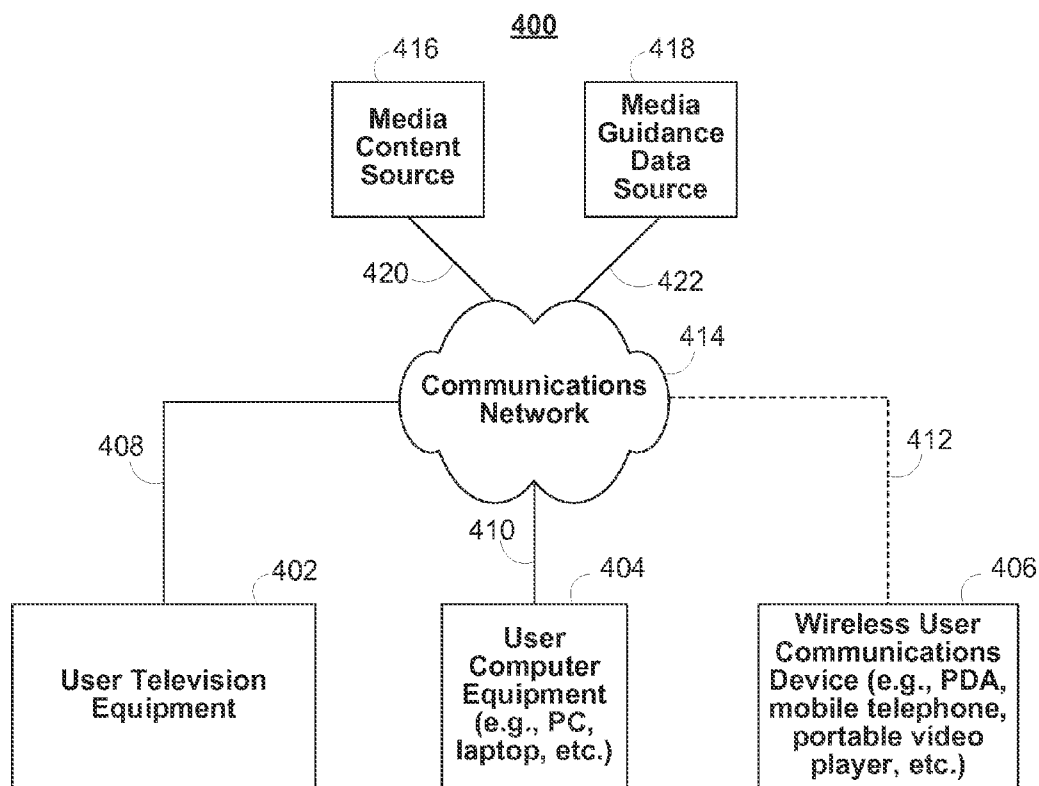 400
416
418
Media
Content
Source
Media
Guidance
Data
Source
420
422
414
Communications
Network
408
412
410
402
404
406
User Television
Equipment
User
Computer
Equipment
(e.g., PC,
laptop, etc.)
Wireless User
Communications
Device (e.g., PDA,
mobile telephone,
portable video
player, etc.)